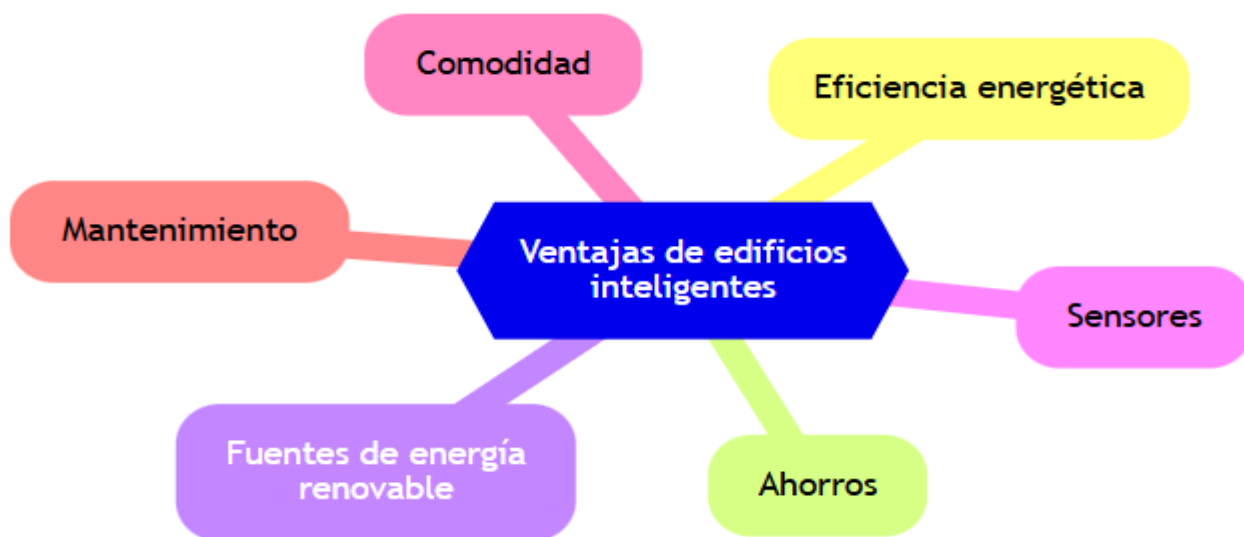 Comodidad
Eficiencia energética
Mantenimiento
Ventajas de edificios
inteligentes
Sensores
Fuentes de energía
renovable
Ahorros